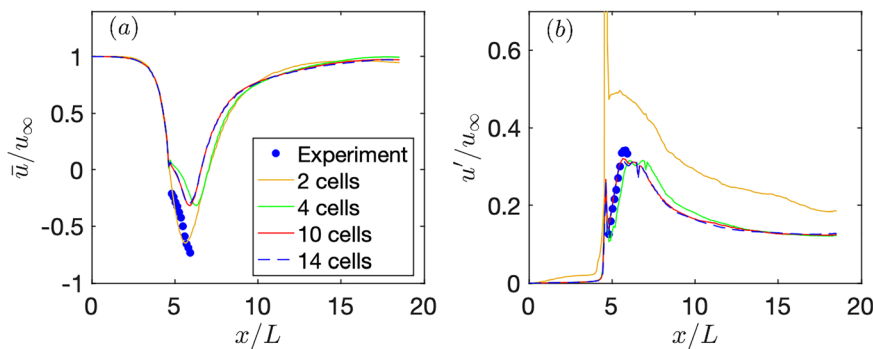 (a)
1
0.5
0
-0.5
-1
ū/u∞
0 5 10 15 20
x/L
Experiment
2 cells
4 cells
10 cells
14 cells
(b)
0.6
0.4
0.2
0
u′/u∞
0 5 10 15 20
x/L